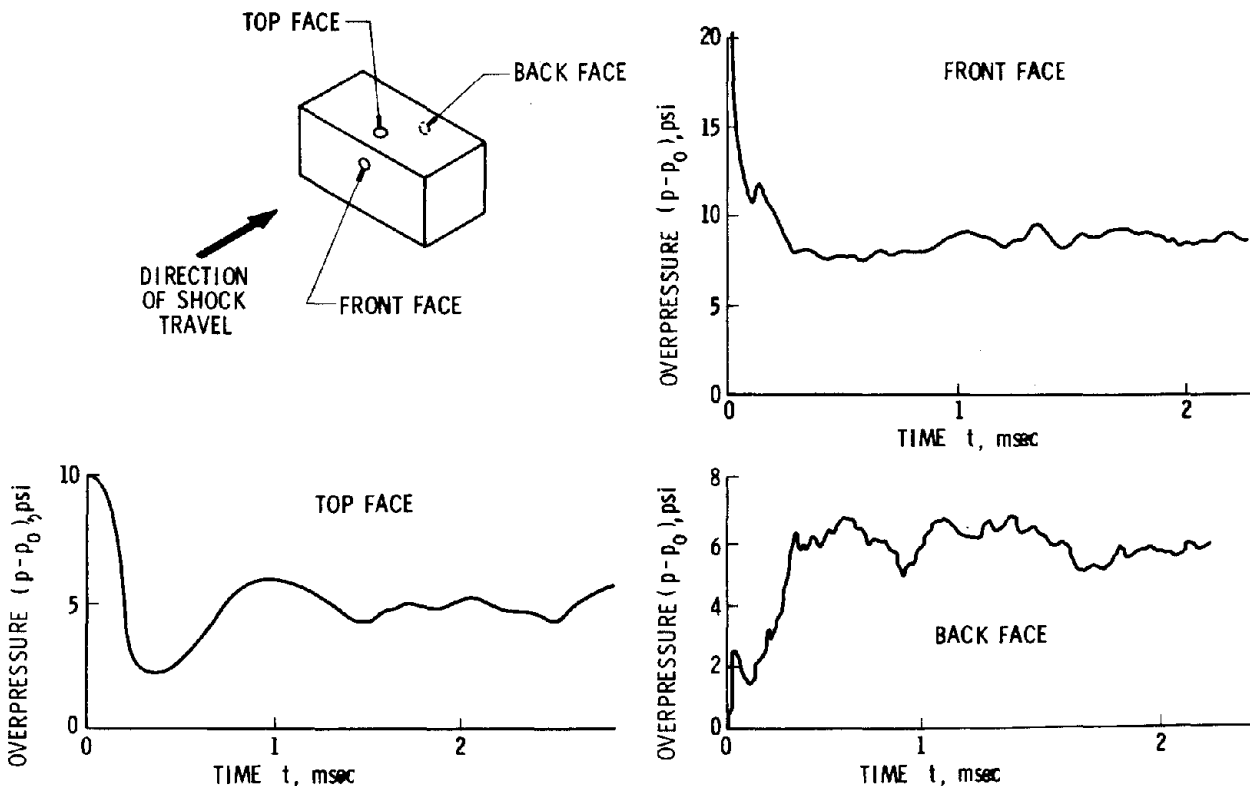 TOP FACE
BACK FACE
DIRECTION
OF SHOCK
TRAVEL
FRONT FACE
OVERPRESSURE (p-p0),psi
20
15
10
5
0
FRONT FACE
0
1
2
TIME t, msec
OVERPRESSURE (p-p0),psi
10
5
0
TOP FACE
0
1
2
TIME t, msec
OVERPRESSURE (p-p0),psi
8
6
4
2
0
BACK FACE
0
1
2
TIME t, msec